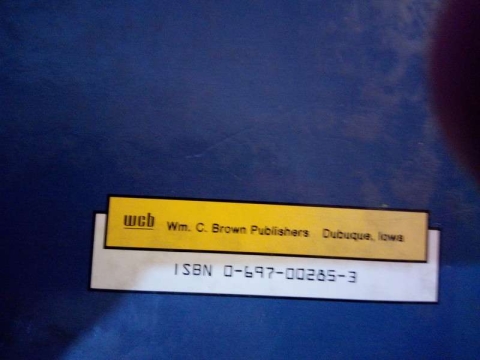 wcb Wm. C. Brown Publishers Dubuque, Iowa
ISBN 0-697-00285-3